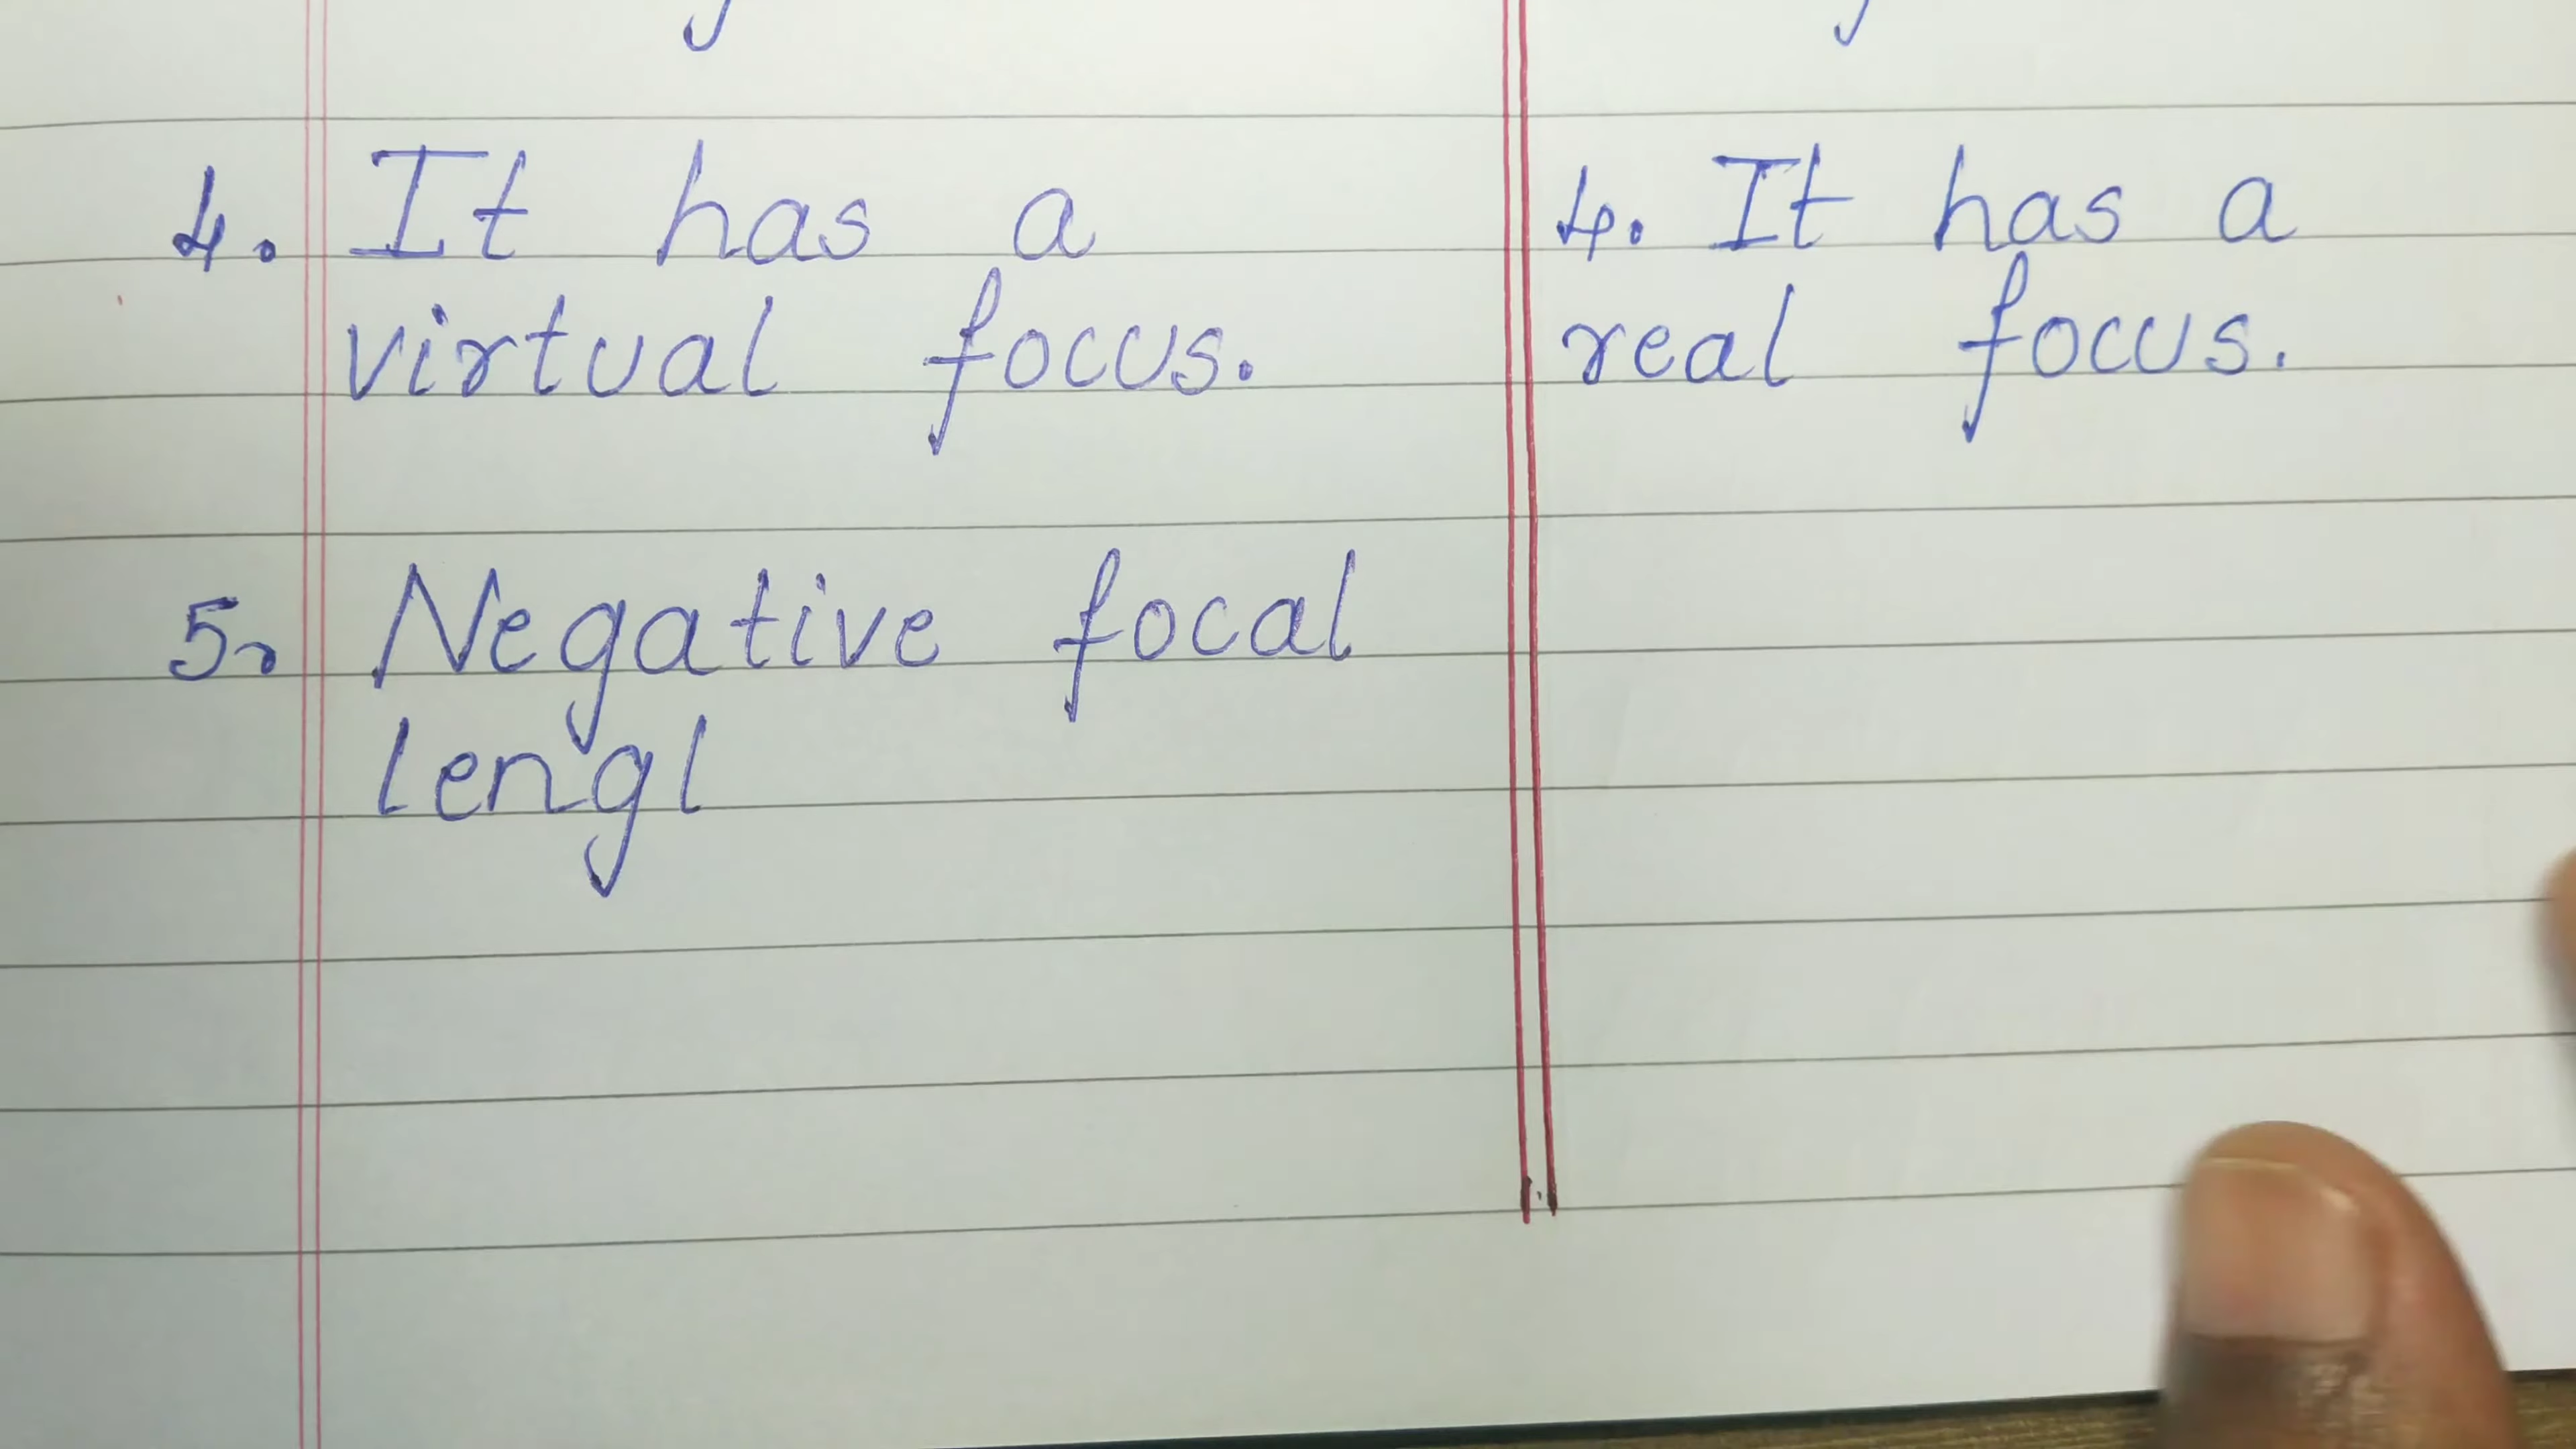 4. It has a
virtual focus.
5. Negative focal
lengl
4. It has a
real focus.